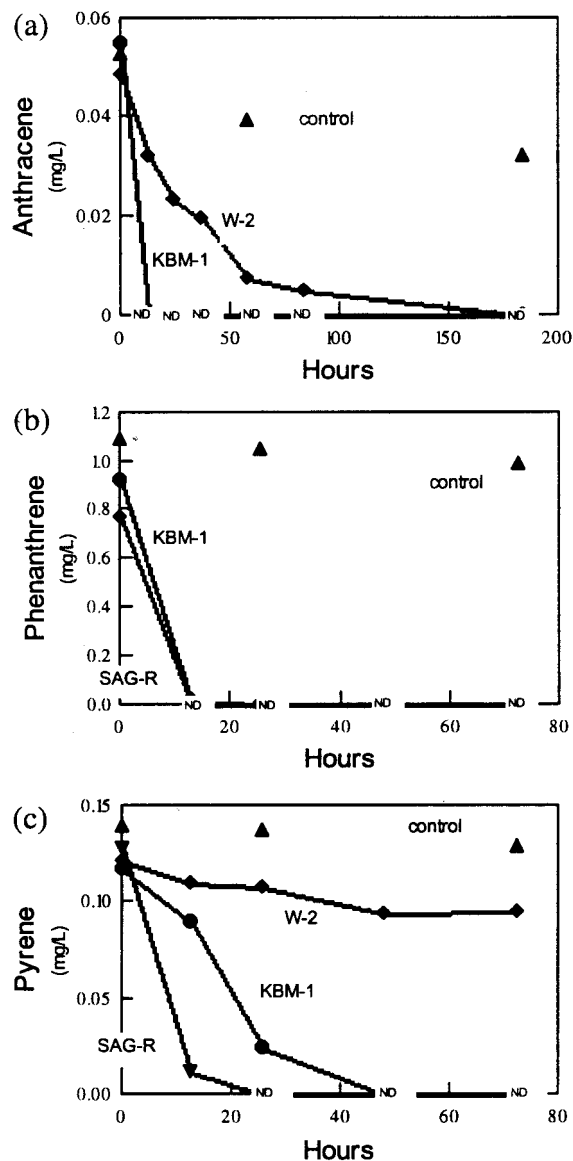 (a)
0.06
0.04
0.02
0
Anthracene
(mg/L)
control
W-2
KBM-1
ND ND ND ND ND ND
0 50 100 150 200
Hours
(b)
1.2
1.0
0.8
0.6
0.4
0.2
0.0
Phenanthrene
(mg/L)
control
KBM-1
SAG-R
ND ND ND ND
0 20 40 60 80
Hours
(c)
0.15
0.10
0.05
0.00
Pyrene
(mg/L)
control
W-2
KBM-1
SAG-R
ND ND ND
0 20 40 60 80
Hours